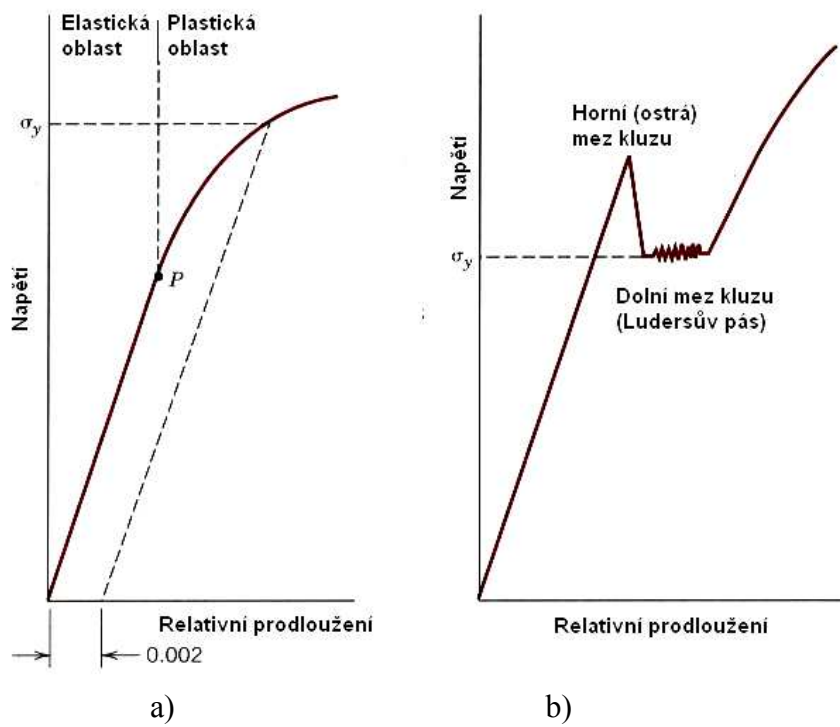 Elastická
oblast
Plastická
oblast
σy
P
Napětí
Relativní prodloužení
0.002
a)
Napětí
Horní (ostrá)
mez kluzu
σy
Dolní mez kluzu
(Ludersův pás)
Relativní prodloužení
b)